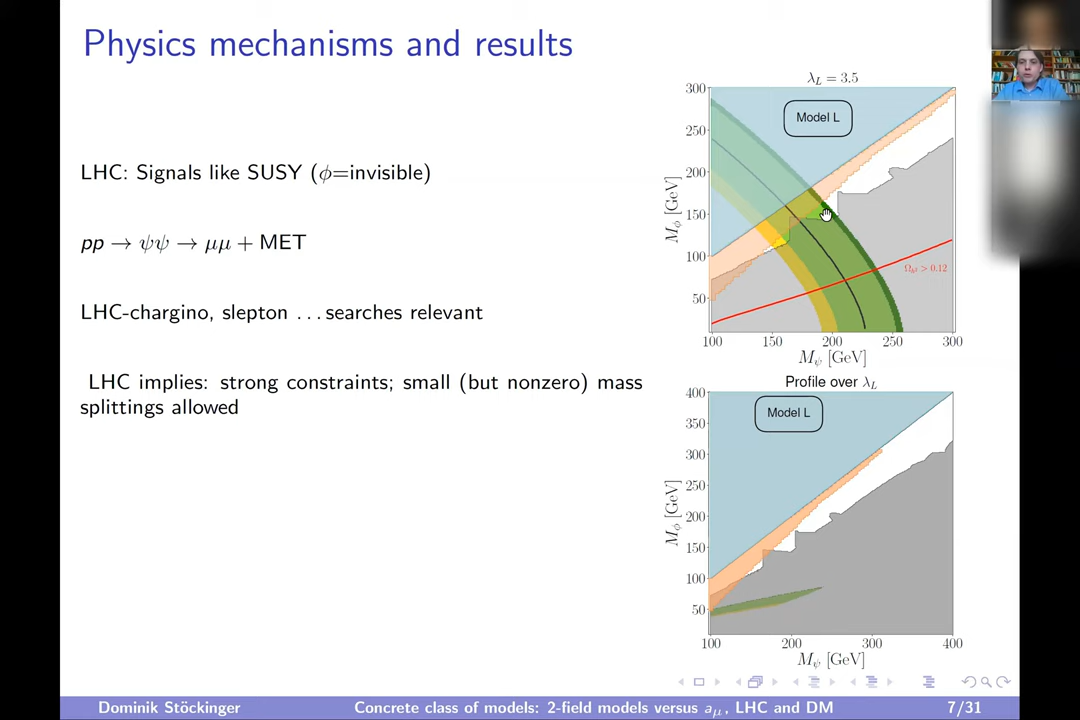 Physics mechanisms and results
LHC: Signals like SUSY (ϕ=invisible)
pp → ψψ → μμ + MET
LHC-chargino, slepton ... searches relevant
LHC implies: strong constraints; small (but nonzero) mass
splittings allowed
λ_L = 3.5
Model L
300
250
200
150
100
50
M_ϕ [GeV]
Ω_h² > 0.12
100 150 200 250 300
M_ψ [GeV]
Profile over λ_L
Model L
400
350
300
250
200
150
100
50
M_ϕ [GeV]
100 200 300 400
M_ψ [GeV]
Dominik Stöckinger Concrete class of models: 2-field models versus a_μ, LHC and DM 7/31